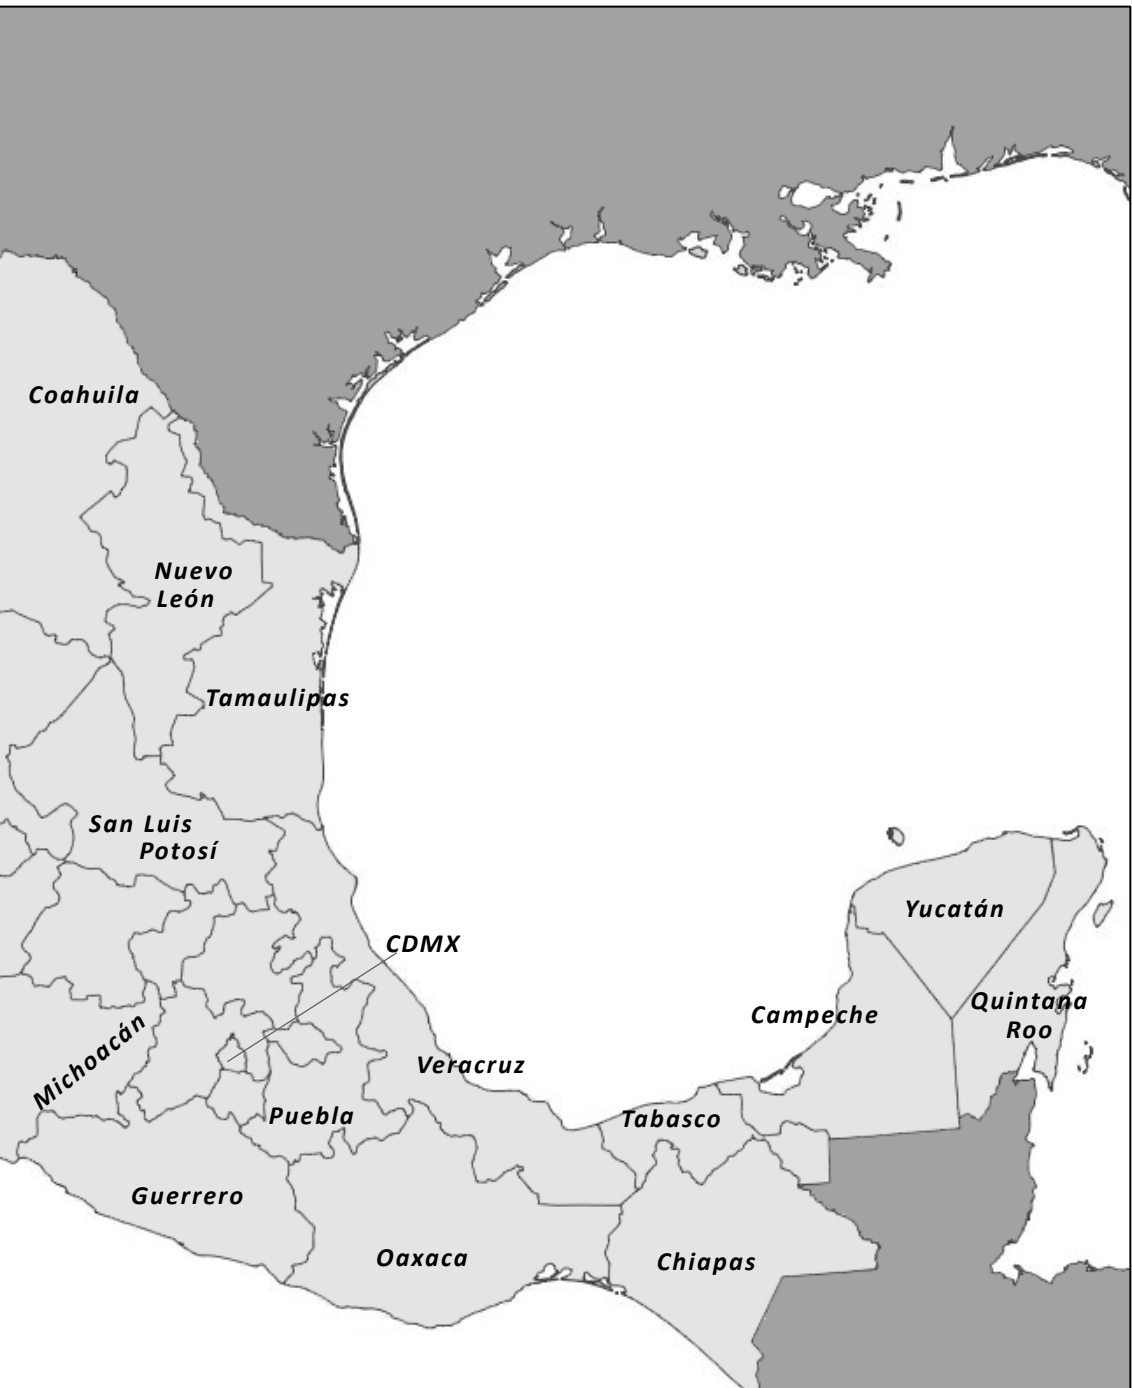 Coahuila
Nuevo
León
Tamaulipas
San Luis
Potosí
Yucatán
CDMX
Quintana
Roo
Campeche
Michoacán
Veracruz
Puebla
Tabasco
Guerrero
Oaxaca
Chiapas